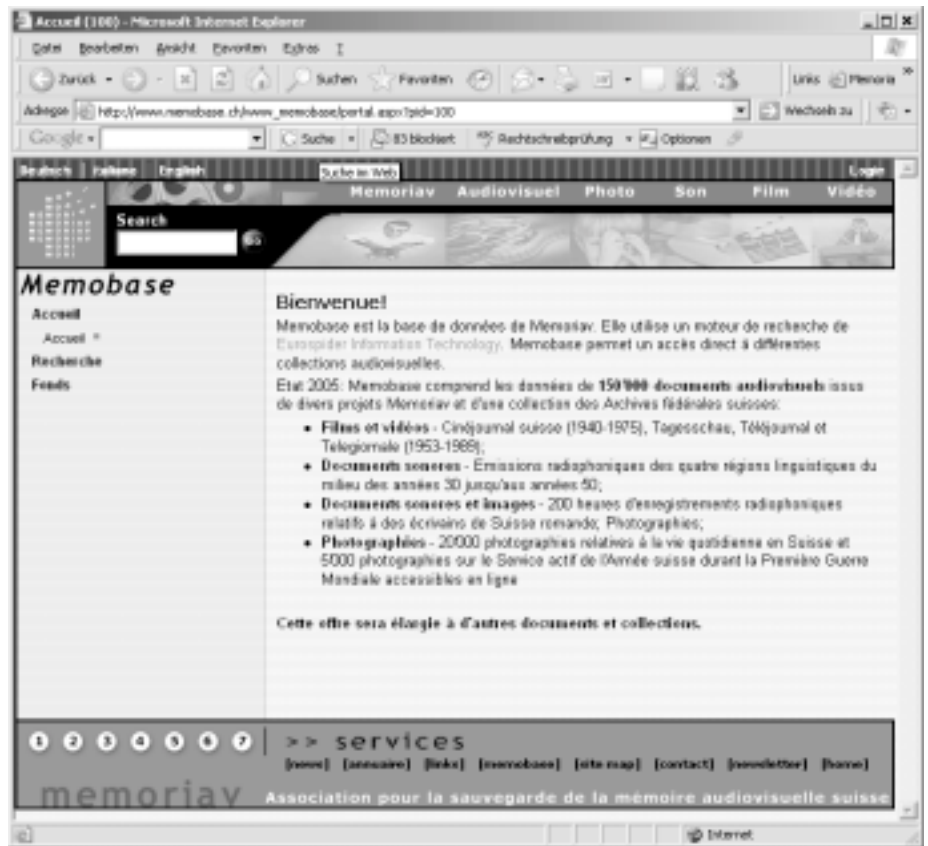 Accueil (100) - Microsoft Internet Explorer
Datei Bearbeiten Ansicht Favoriten Extras ?
Zurück Suchen Favoriten Links Memoria
Adresse http://www.memobase.ch/www_memobase/portal.aspx?pid=100 Wechseln zu
Google Suche 83 blockiert Rechtschreibprüfung Optionen
Deutsch | Italiano English Suche im Web Login
Memoriav Audiovisuel Photo Son Film Vidéo
Search
GO
Memobase
Accueil
Accueil
Recherche
Fonds
Bienvenue!
Memobase est la base de données de Memoriav. Elle utilise un moteur de recherche de
Eurospider Information Technology. Memobase permet un accès direct à différentes
collections audiovisuelles.
Etat 2005: Memobase comprend les données de 150'000 documents audiovisuels issus
de divers projets Memoriav et d'une collection des Archives fédérales suisses:
• Films et vidéos - Cinéjournal suisse (1940-1975), Tagesschau, Téléjournal et
Telegiornale (1953-1989);
• Documents sonores - Emissions radiophoniques des quatre régions linguistiques du
milieu des années 30 jusqu'aux années 50;
• Documents sonores et images - 200 heures d'enregistrements radiophoniques
relatifs à des écrivains de Suisse romande; Photographies;
• Photographies - 20'000 photographies relatives à la vie quotidienne en Suisse et
5'000 photographies sur le Service actif de l'Armée suisse durant la Première Guerre
Mondiale accessibles en ligne
Cette offre sera élargie à d'autres documents et collections.
1 2 3 4 5 6 7 >> services
[news] [annuaire] [links] [memobase] [site map] [contact] [newsletter] [home]
memoriav Association pour la sauvegarde de la mémoire audiovisuelle suisse
Internet